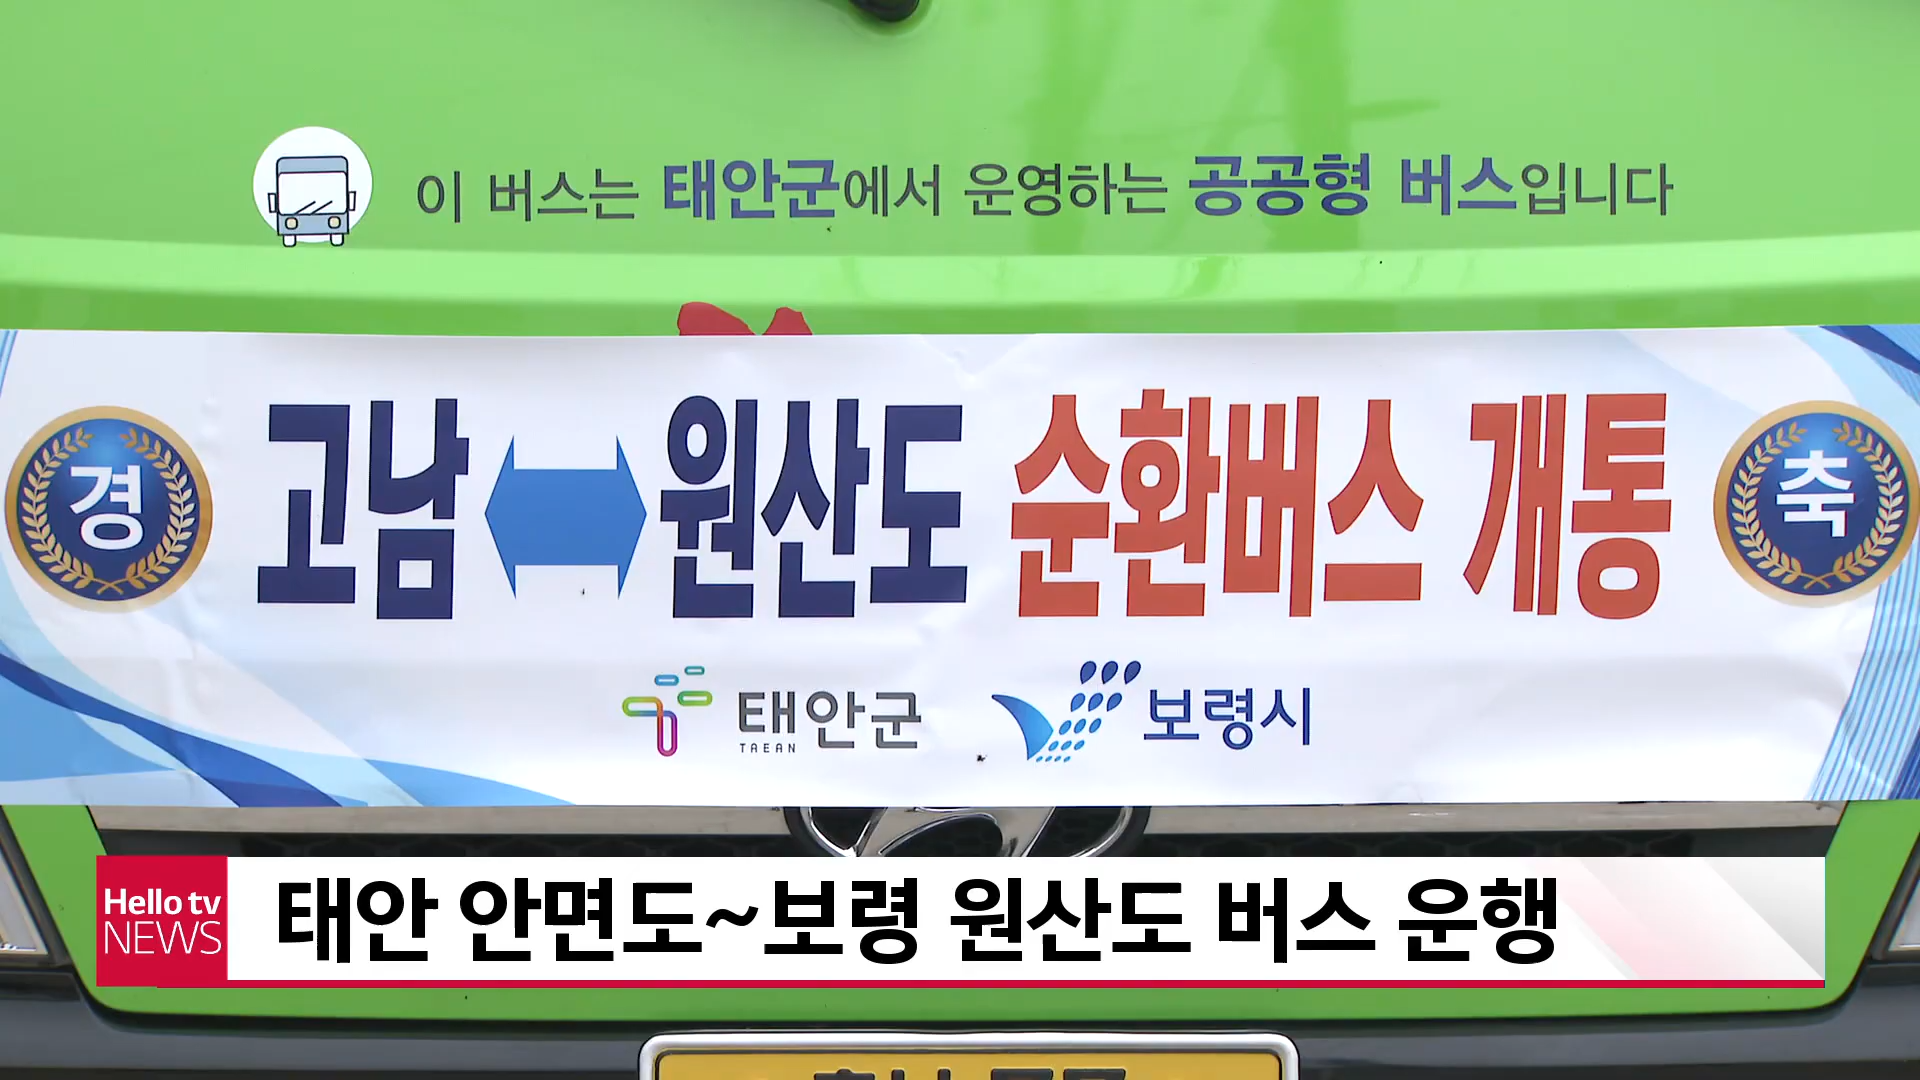 이 버스는 태안군에서 운영하는 공공형 버스입니다
경 고남 원산도 순환버스 개통 축
태안군 보령시
TAEAN
Hello tv
NEWS
태안 안면도~보령 원산도 버스 운행